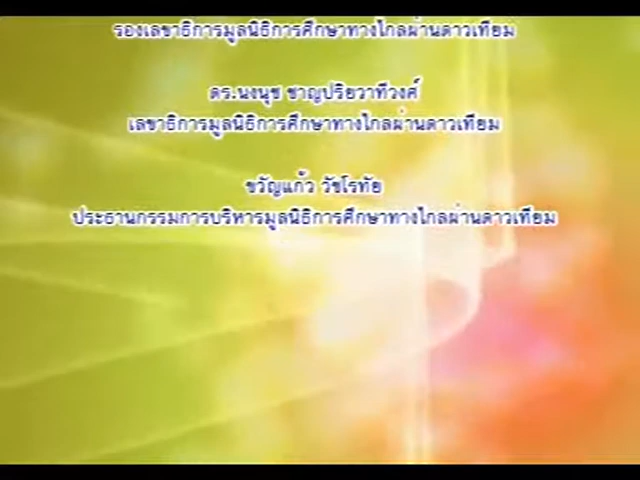 รองเลขาธิการมูลนิธิการศึกษาทางไกลผ่านดาวเทียม
ดร.นงนุช ชาญปริยวาทีวงศ์
เลขาธิการมูลนิธิการศึกษาทางไกลผ่านดาวเทียม
ขวัญแก้ว วัชโรทัย
ประธานกรรมการบริหารมูลนิธิการศึกษาทางไกลผ่านดาวเทียม